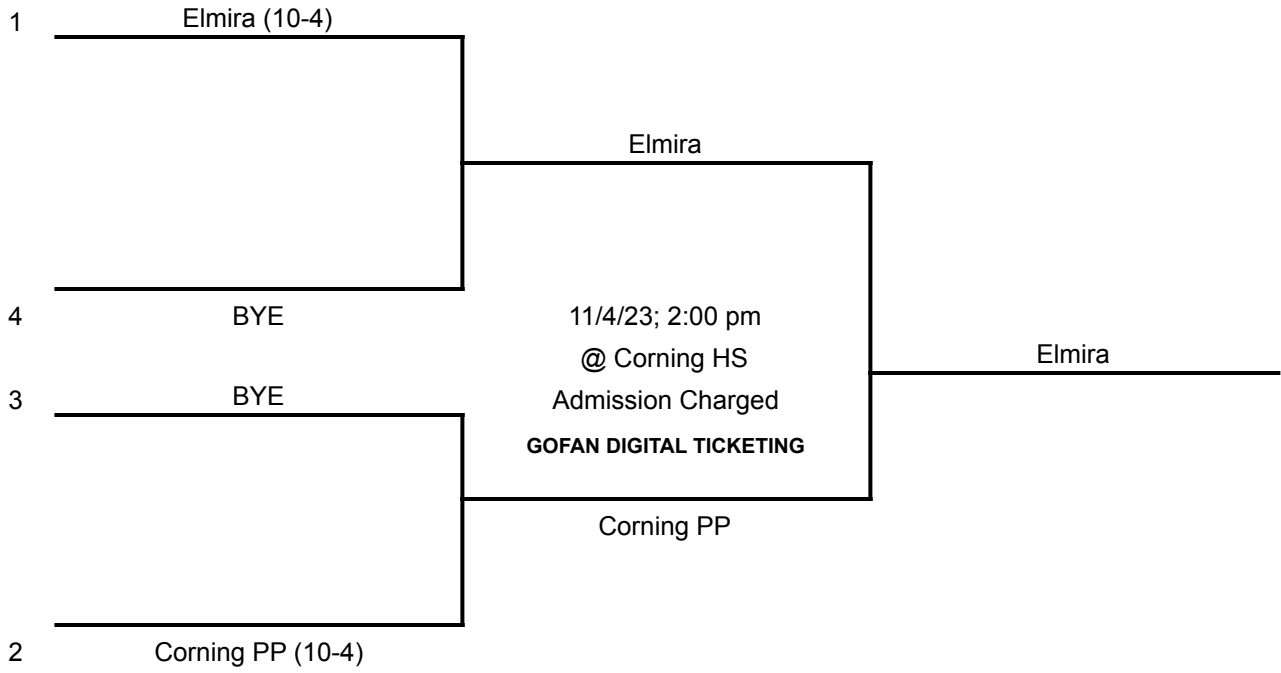 1 Elmira (10-4)
Elmira
4 BYE
11/4/23; 2:00 pm
@ Corning HS
Elmira
3 BYE
Admission Charged
GOFAN DIGITAL TICKETING
Corning PP
2 Corning PP (10-4)